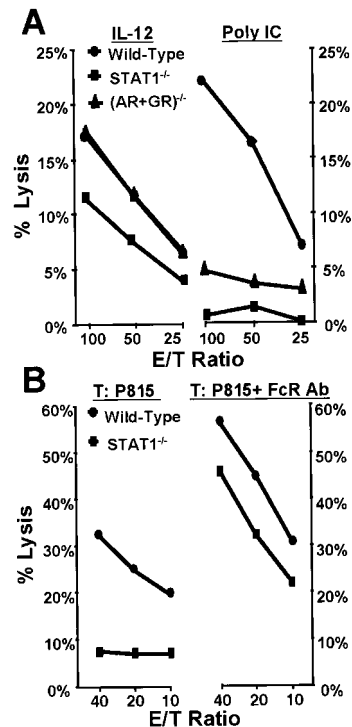 A
IL-12
Poly IC
Wild-Type
STAT1-/-
(AR+GR)-/-
25%
20%
15%
10%
5%
0%
25%
20%
15%
10%
5%
0%
% Lysis
100 50 25
100 50 25
E/T Ratio
B
T: P815
T: P815+ FcR Ab
Wild-Type
STAT1-/-
60%
50%
40%
30%
20%
10%
0%
60%
50%
40%
30%
20%
10%
0%
% Lysis
40 20 10
40 20 10
E/T Ratio